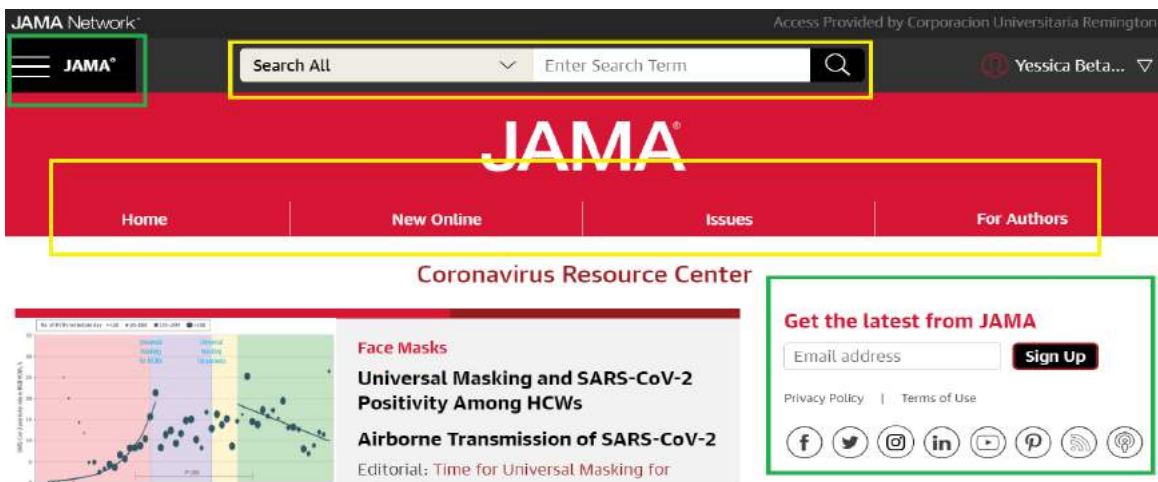 JAMA Network™
Access Provided by Corporacion Universitaria Remington
JAMA®
Search All
Enter Search Term
Yessica Beta...
JAMA®
Home
New Online
Issues
For Authors
Coronavirus Resource Center
Face Masks
Universal Masking and SARS-CoV-2
Positivity Among HCWs
Airborne Transmission of SARS-CoV-2
Editorial: Time for Universal Masking for
Get the latest from JAMA
Email address
Sign Up
Privacy Policy | Terms of Use